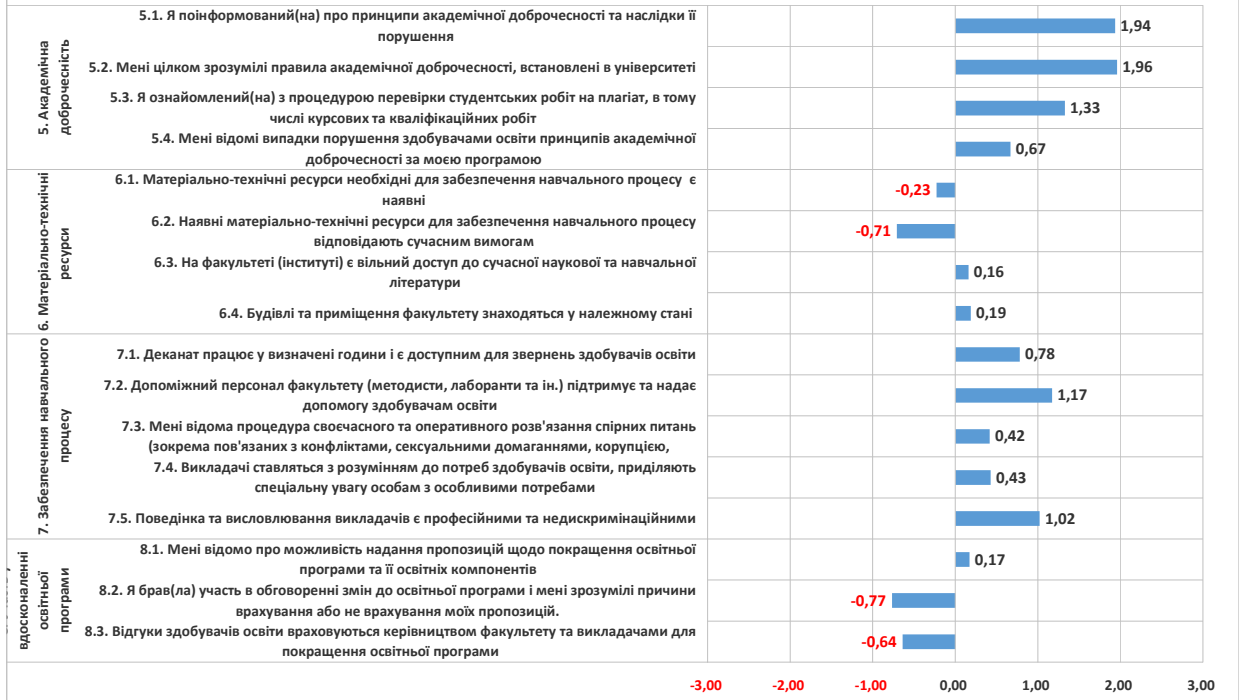 5. Академічна
доброчесність
5.1. Я поінформований(на) про принципи академічної доброчесності та наслідки її
порушення
1,94
5.2. Мені цілком зрозумілі правила академічної доброчесності, встановлені в університеті
1,96
5.3. Я ознайомлений(на) з процедурою перевірки студентських робіт на плагіат, в тому
числі курсових та кваліфікаційних робіт
1,33
5.4. Мені відомі випадки порушення здобувачами освіти принципів академічної
доброчесності за моєю програмою
0,67
6. Матеріально-технічні
ресурси
6.1. Матеріально-технічні ресурси необхідні для забезпечення навчального процесу є
наявні
-0,23
6.2. Наявні матеріально-технічні ресурси для забезпечення навчального процесу
відповідають сучасним вимогам
-0,71
6.3. На факультеті (інституті) є вільний доступ до сучасної наукової та навчальної
літератури
0,16
6.4. Будівлі та приміщення факультету знаходяться у належному стані
0,19
7. Забезпечення навчального
процесу
7.1. Деканат працює у визначені години і є доступним для звернень здобувачів освіти
0,78
7.2. Допоміжний персонал факультету (методисти, лаборанти та ін.) підтримує та надає
допомогу здобувачам освіти
1,17
7.3. Мені відома процедура своєчасного та оперативного розв'язання спірних питань
(зокрема пов'язаних з конфліктами, сексуальними домаганнями, корупцією,
0,42
7.4. Викладачі ставляться з розумінням до потреб здобувачів освіти, приділяють
спеціальну увагу особам з особливими потребами
0,43
7.5. Поведінка та висловлювання викладачів є професійними та недискримінаційними
1,02
вдосконаленні
освітньої
програми
8.1. Мені відомо про можливість надання пропозицій щодо покращення освітньої
програми та її освітніх компонентів
0,17
8.2. Я брав(ла) участь в обговоренні змін до освітньої програми і мені зрозумілі причини
врахування або не врахування моїх пропозицій.
-0,77
8.3. Відгуки здобувачів освіти враховуються керівництвом факультету та викладачами для
покращення освітньої програми
-0,64
-3,00 -2,00 -1,00 0,00 1,00 2,00 3,00